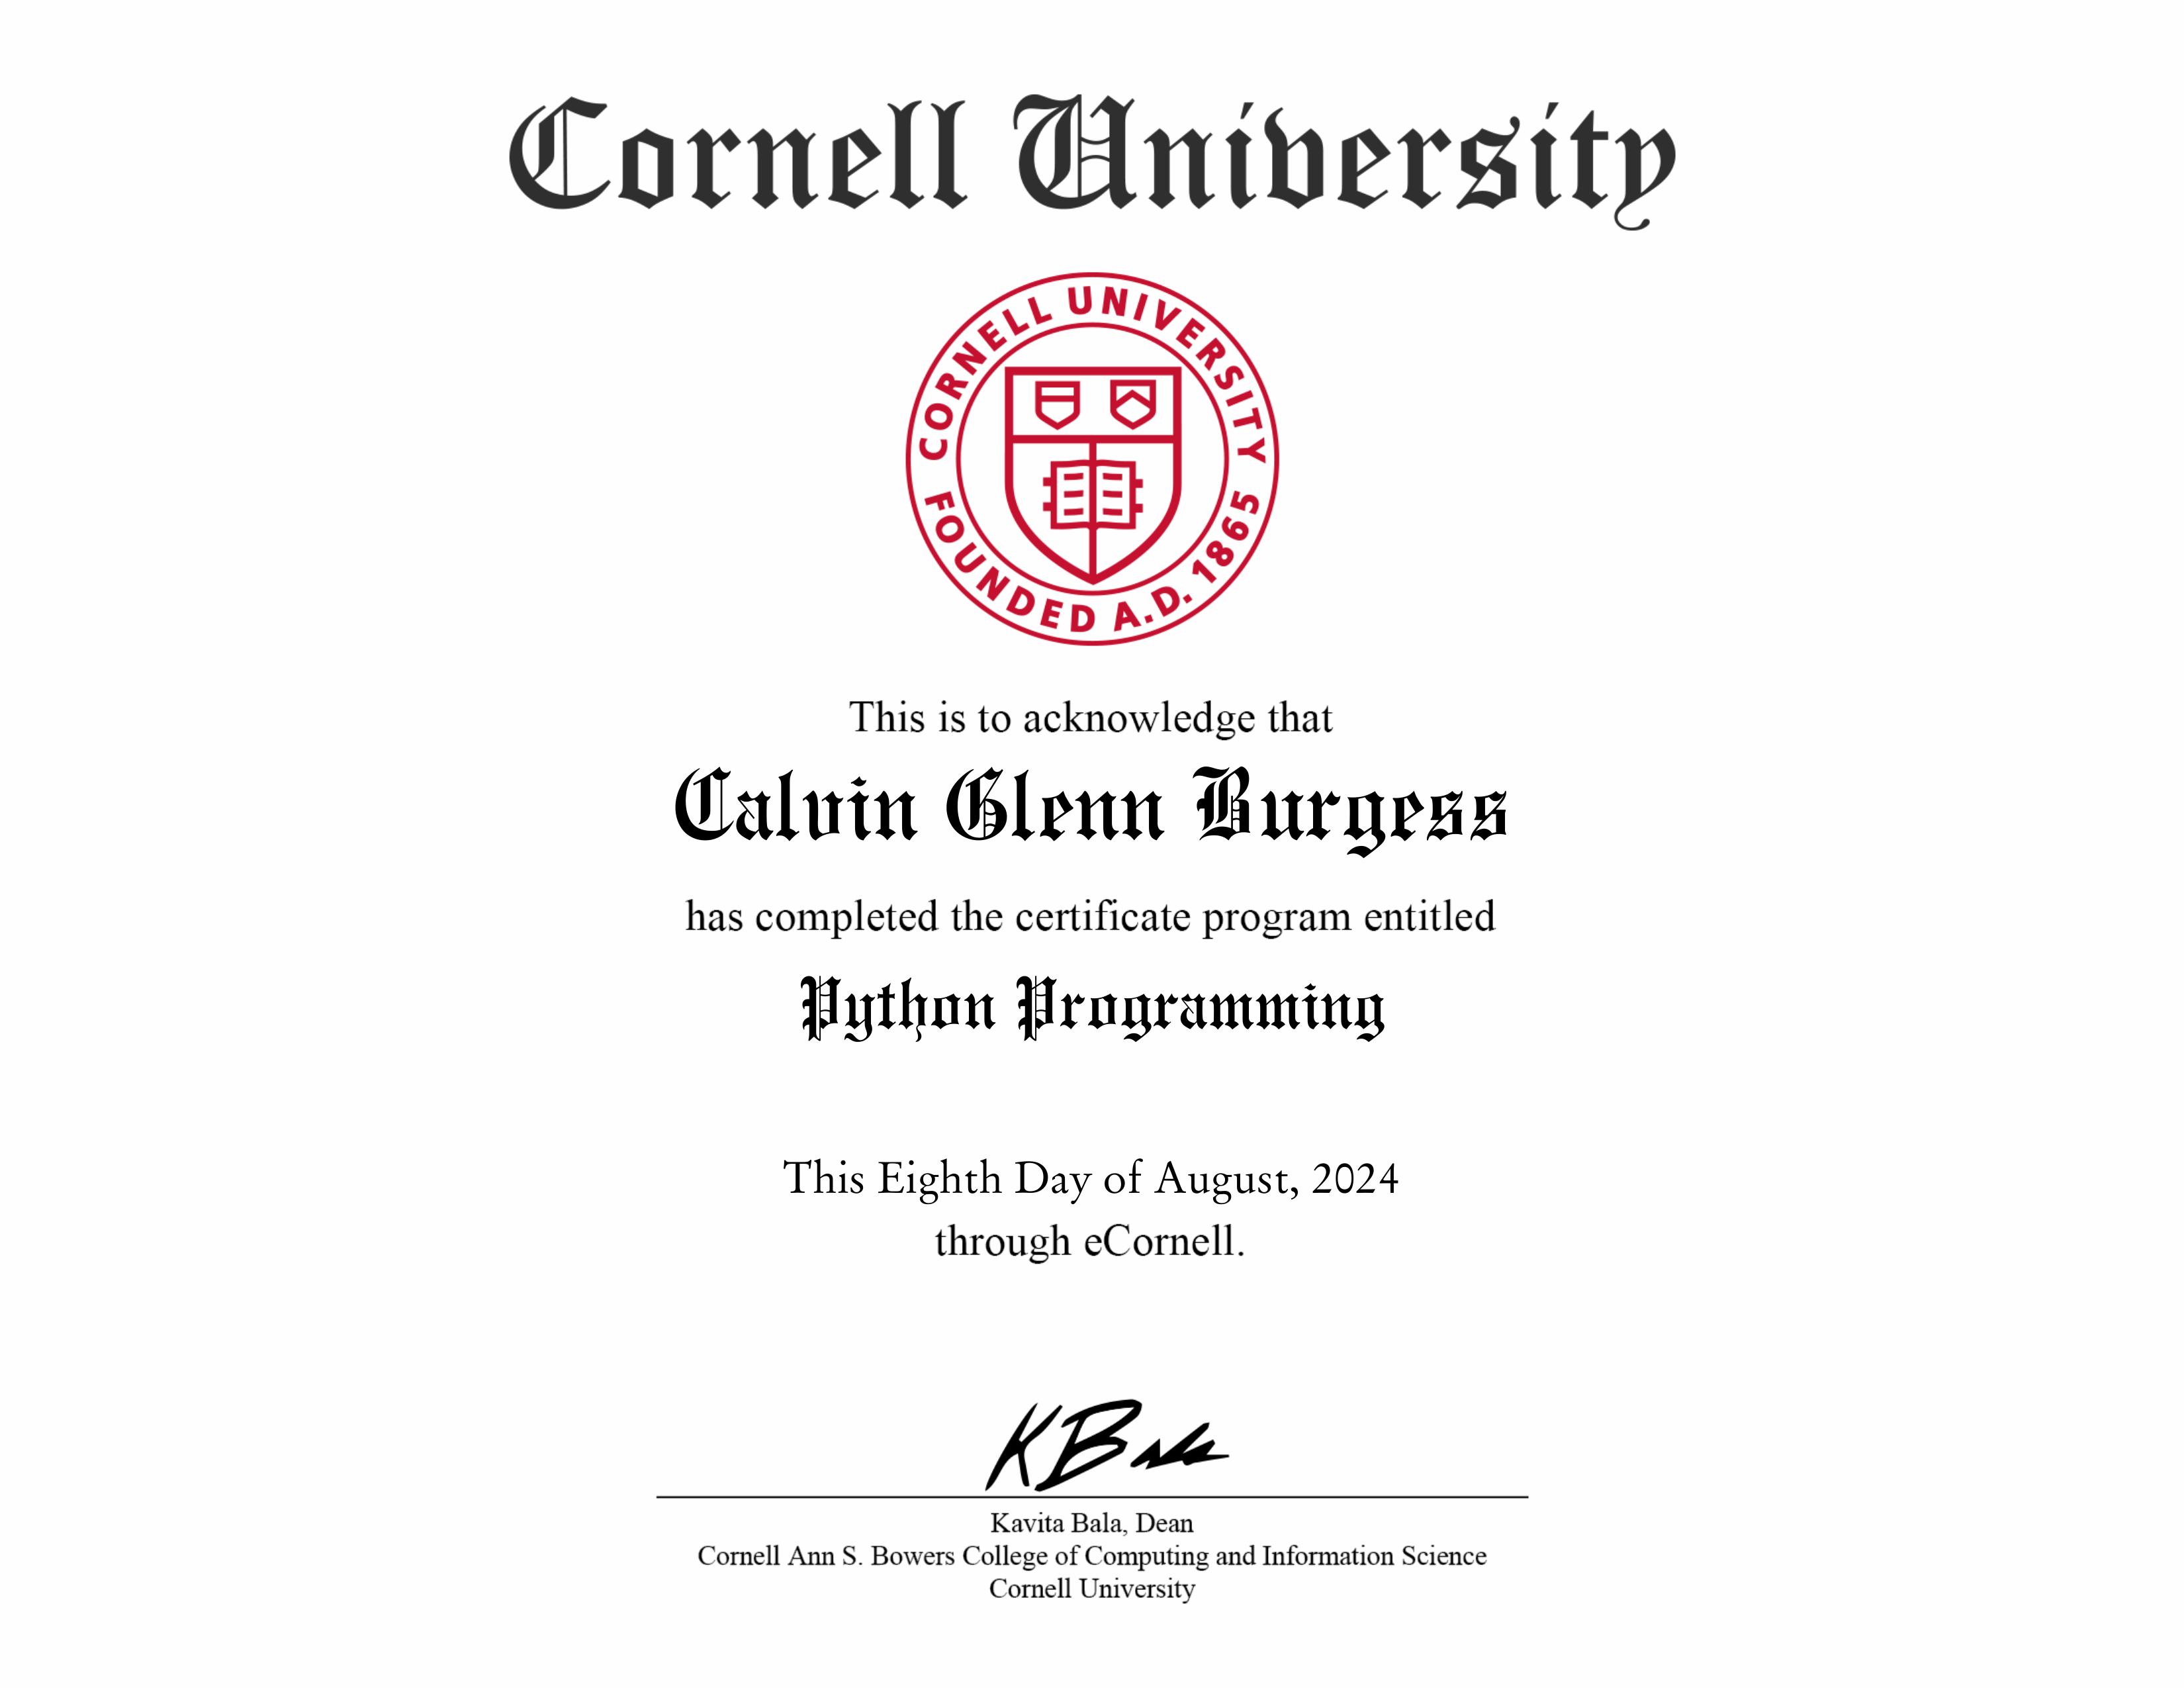 Cornell University
CORNELL UNIVERSITY
FOUNDED A.D. 1865
This is to acknowledge that
Calvin Glenn Burgess
has completed the certificate program entitled
Python Programming
This Eighth Day of August, 2024
through eCornell.
KBala
Kavita Bala, Dean
Cornell Ann S. Bowers College of Computing and Information Science
Cornell University